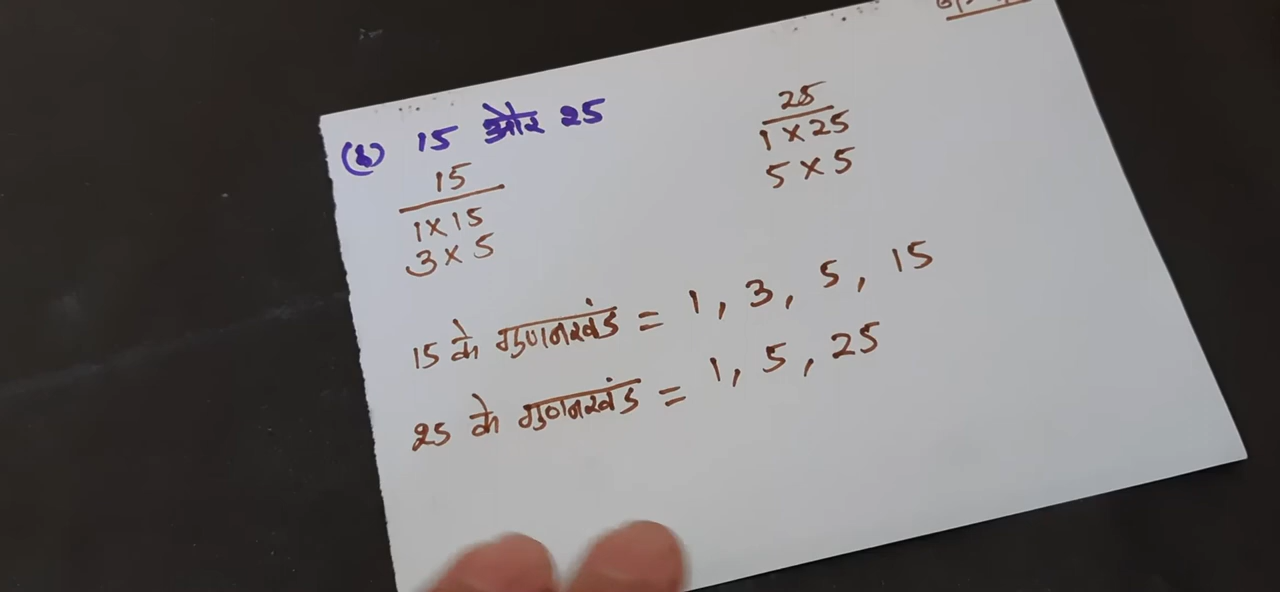 (b) 15 और 25
15
1×15
3×5
25
1×25
5×5
15 के गुणनखंड = 1, 3, 5, 15
25 के गुणनखंड = 1, 5, 25